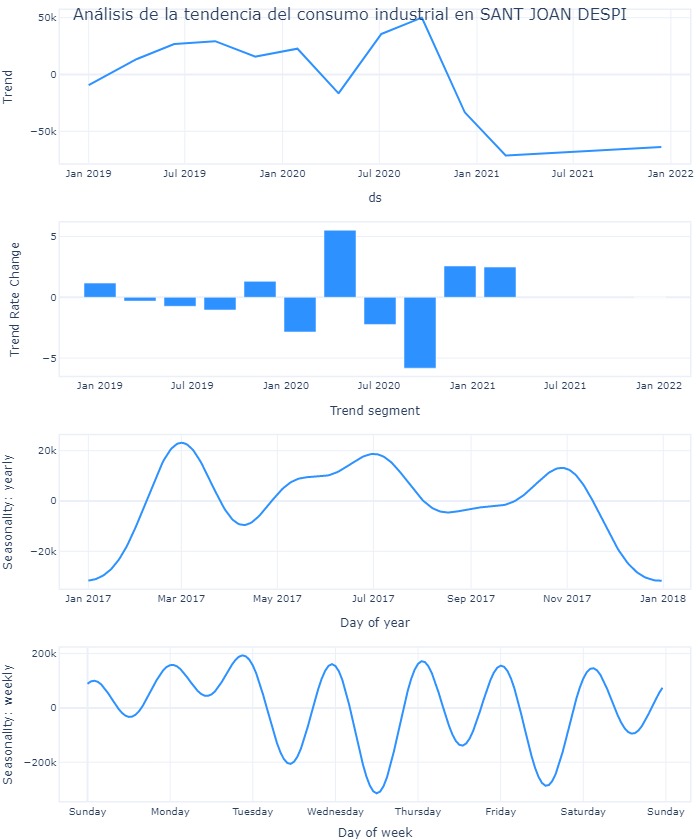 Análisis de la tendencia del consumo industrial en SANT JOAN DESPI
50k
0
−50k
Trend
Jan 2019 Jul 2019 Jan 2020 Jul 2020 Jan 2021 Jul 2021 Jan 2022
ds
5
0
−5
Trend Rate Change
Jan 2019 Jul 2019 Jan 2020 Jul 2020 Jan 2021 Jul 2021 Jan 2022
Trend segment
20k
0
−20k
Seasonality: yearly
Jan 2017 Mar 2017 May 2017 Jul 2017 Sep 2017 Nov 2017 Jan 2018
Day of year
200k
0
−200k
Seasonality: weekly
Sunday Monday Tuesday Wednesday Thursday Friday Saturday Sunday
Day of week